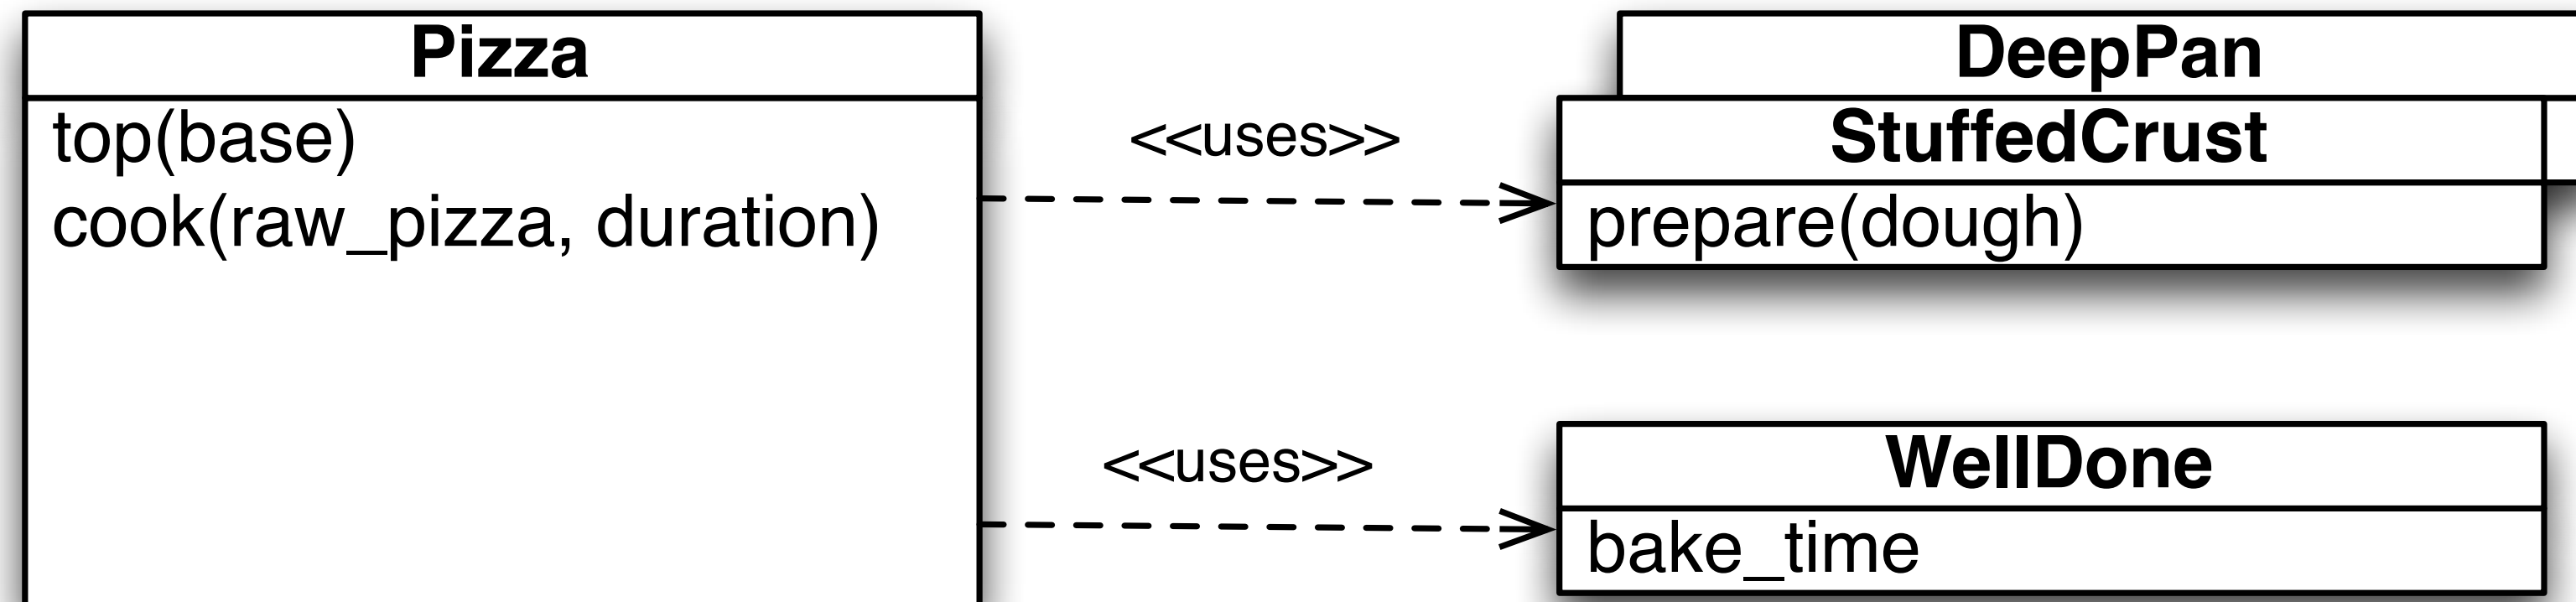 Pizza
top(base)
cook(raw_pizza, duration)
<<uses>>
DeepPan
StuffedCrust
prepare(dough)
<<uses>>
WellDone
bake_time